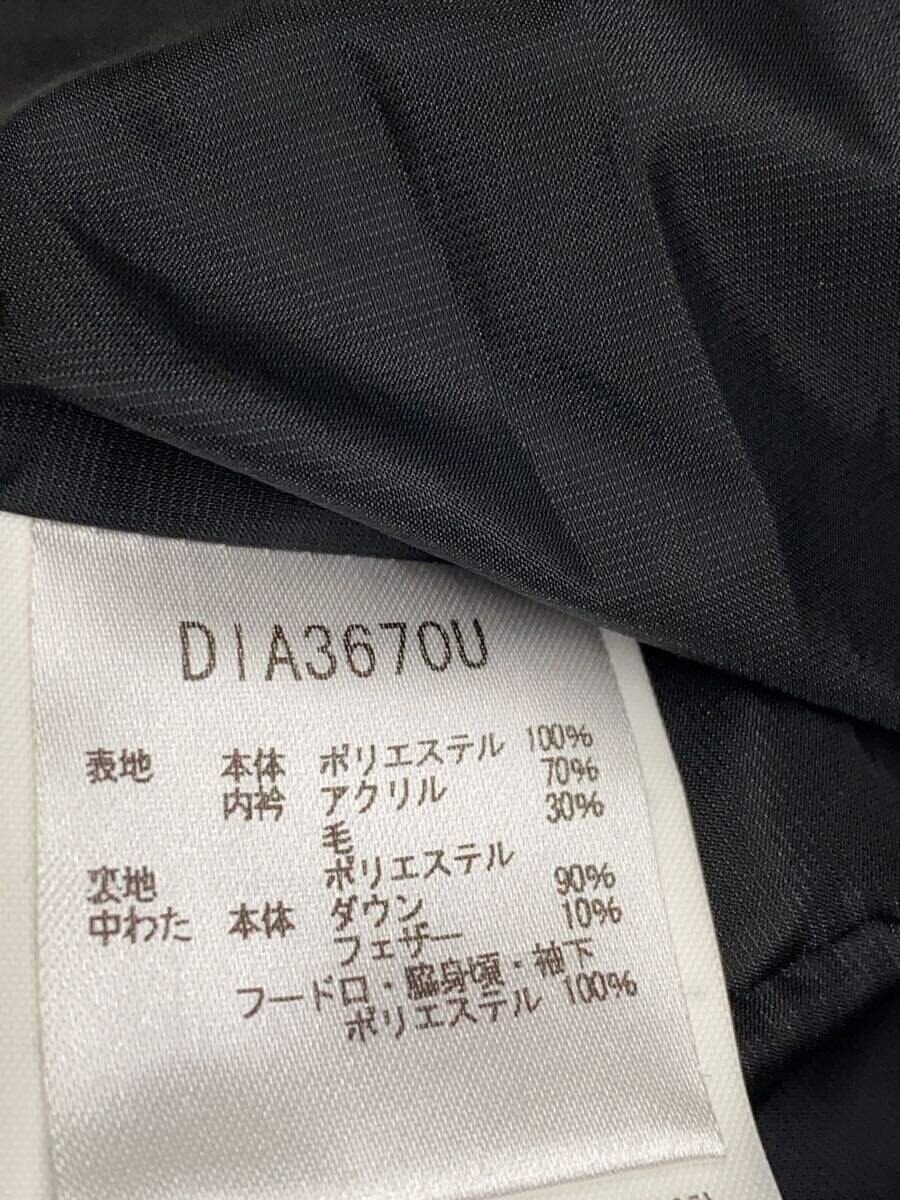 DIA3670U
表地 本体 ポリエステル 100%
内衿 アクリル 70%
毛 30%
裏地 ポリエステル
中わた 本体 ダウン 90%
フェザー 10%
フード口・脇身頃・袖下
ポリエステル 100%